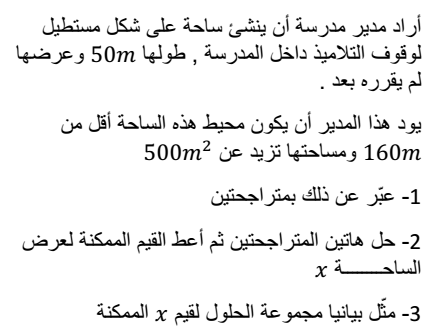 أراد مدير مدرسة أن ينشئ ساحة على شكل مستطيل
لوقوف التلاميذ داخل المدرسة , طولها 50m وعرضها
لم يقرره بعد .
يود هذا المدير أن يكون محيط هذه الساحة أقل من
160m ومساحتها تزيد عن 500m²
1- عبّر عن ذلك بمتراجحتين
2- حل هاتين المتراجحتين ثم أعط القيم الممكنة لعرض
الساحـــــــة x
3- مثّل بيانيا مجموعة الحلول لقيم x الممكنة